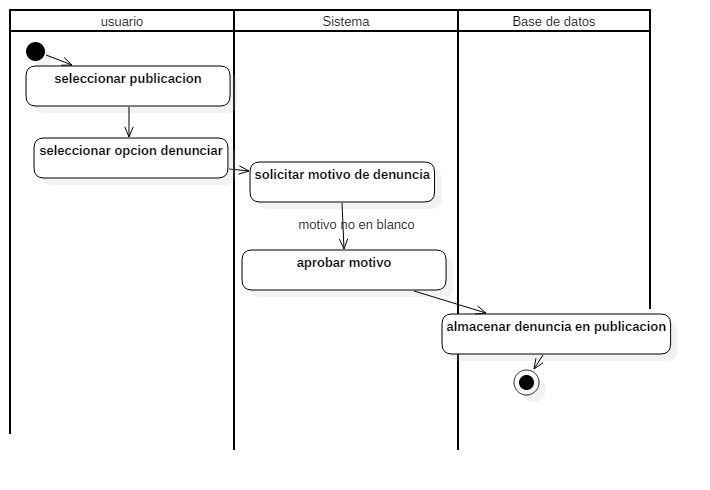 usuario
Sistema
Base de datos
seleccionar publicacion
seleccionar opcion denunciar
solicitar motivo de denuncia
motivo no en blanco
aprobar motivo
almacenar denuncia en publicacion